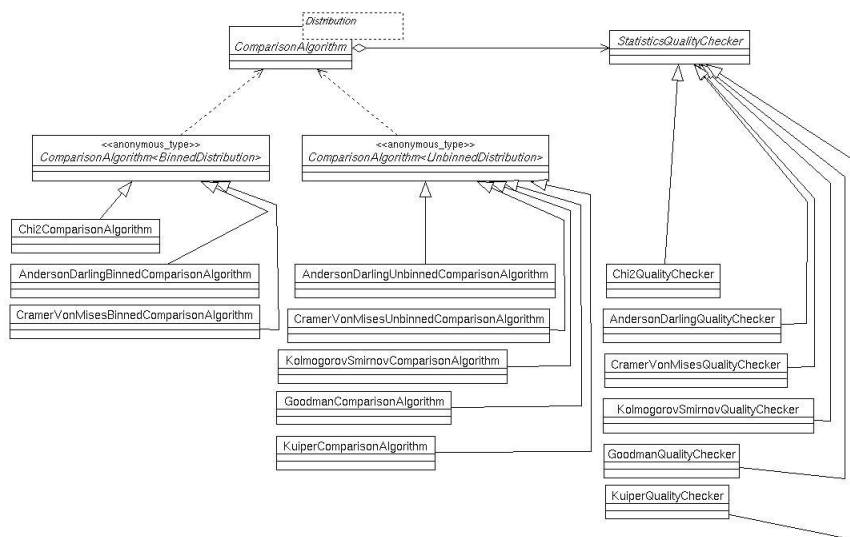 Distribution
ComparisonAlgorithm
StatisticsQualityChecker
<<anonymous_type>>
ComparisonAlgorithm<BinnedDistribution>
<<anonymous_type>>
ComparisonAlgorithm<UnbinnedDistribution>
Chi2ComparisonAlgorithm
AndersonDarlingBinnedComparisonAlgorithm
CramerVonMisesBinnedComparisonAlgorithm
AndersonDarlingUnbinnedComparisonAlgorithm
CramerVonMisesUnbinnedComparisonAlgorithm
KolmogorovSmirnovComparisonAlgorithm
GoodmanComparisonAlgorithm
KuiperComparisonAlgorithm
Chi2QualityChecker
AndersonDarlingQualityChecker
CramerVonMisesQualityChecker
KolmogorovSmirnovQualityChecker
GoodmanQualityChecker
KuiperQualityChecker